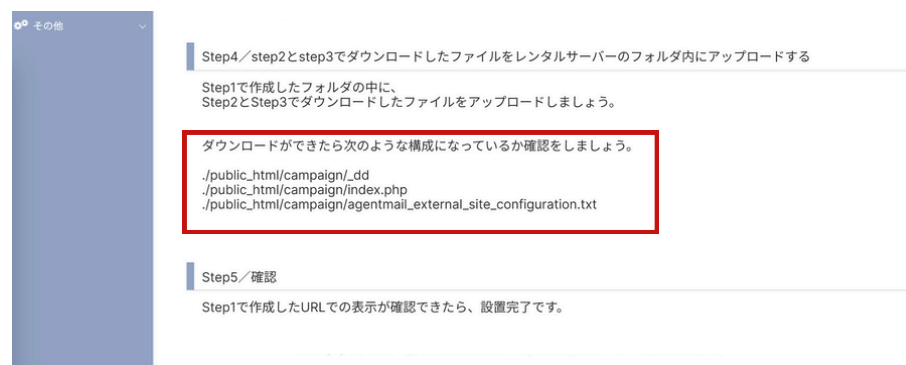 その他
Step4／step2とstep3でダウンロードしたファイルをレンタルサーバーのフォルダ内にアップロードする
Step1で作成したフォルダの中に、
Step2とStep3でダウンロードしたファイルをアップロードしましょう。
ダウンロードができたら次のような構成になっているか確認をしましょう。
./public_html/campaign/_dd
./public_html/campaign/index.php
./public_html/campaign/agentmail_external_site_configuration.txt
Step5／確認
Step1で作成したURLでの表示が確認できたら、設置完了です。